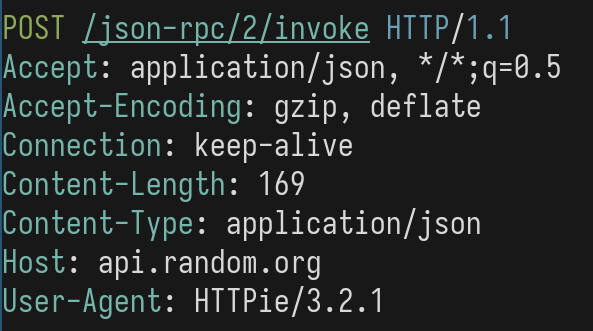 POST /json-rpc/2/invoke HTTP/1.1
Accept: application/json, */*;q=0.5
Accept-Encoding: gzip, deflate
Connection: keep-alive
Content-Length: 169
Content-Type: application/json
Host: api.random.org
User-Agent: HTTPie/3.2.1